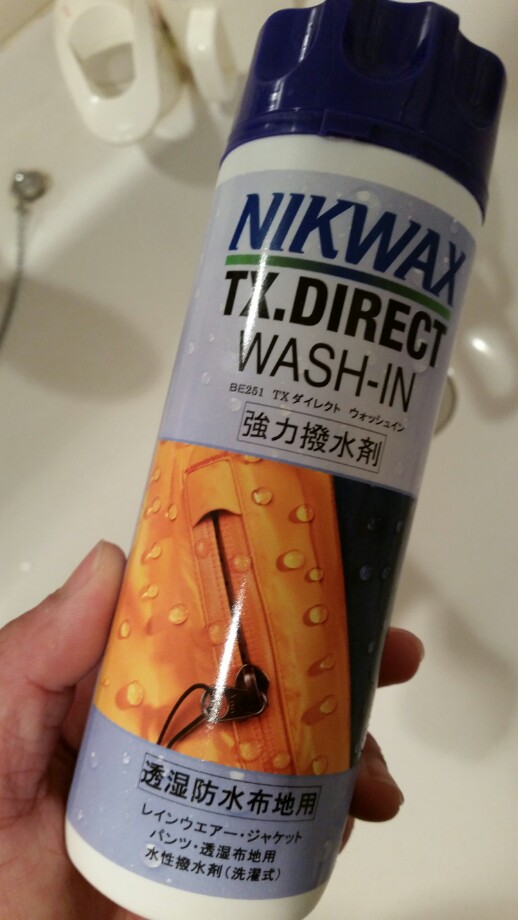 NIKWAX
TX.DIRECT
WASH-IN
BE251 TXダイレクト ウォッシュイン
強力撥水剤
透湿防水布地用
レインウエアー・ジャケット
パンツ・透湿布地用
水性撥水剤(洗濯式)